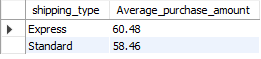 shipping_type Average_purchase_amount
Express 60.48
Standard 58.46